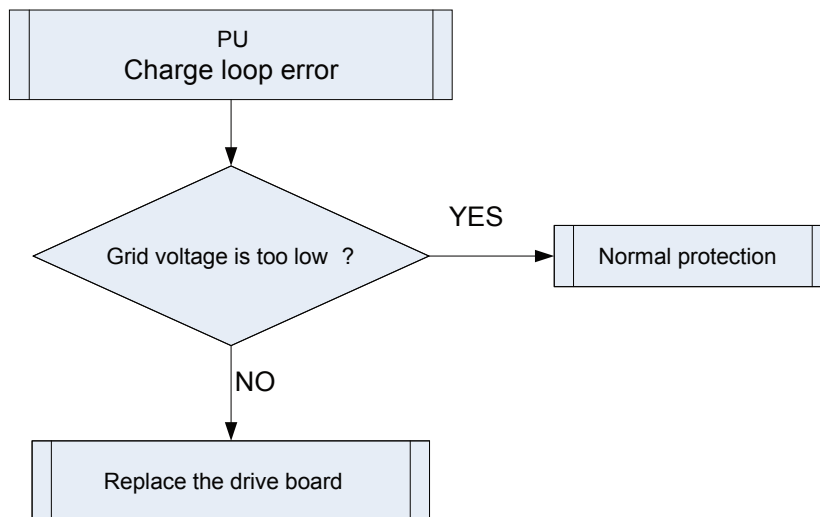 PU
Charge loop error
Grid voltage is too low ?
YES
Normal protection
NO
Replace the drive board